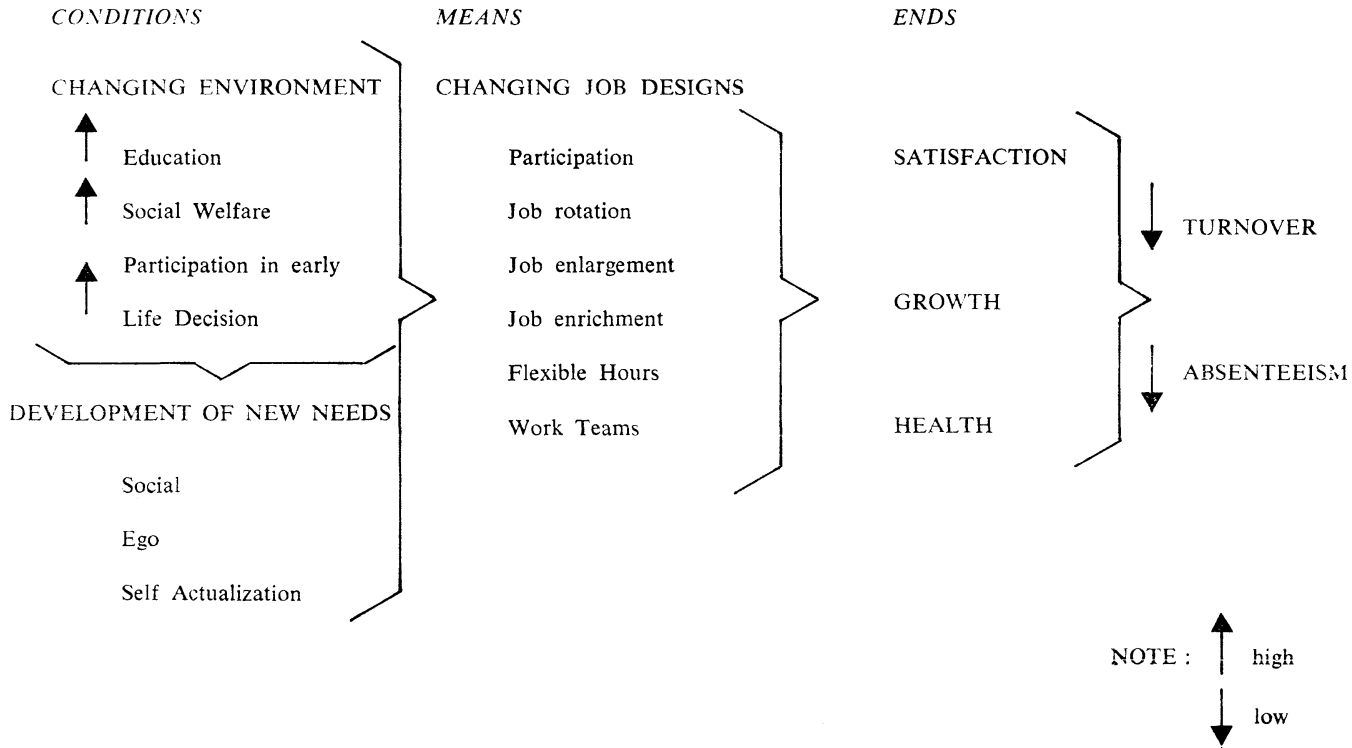 CONDITIONS
CHANGING ENVIRONMENT
Education
Social Welfare
Participation in early
Life Decision
DEVELOPMENT OF NEW NEEDS
Social
Ego
Self Actualization
MEANS
CHANGING JOB DESIGNS
Participation
Job rotation
Job enlargement
Job enrichment
Flexible Hours
Work Teams
ENDS
SATISFACTION
GROWTH
HEALTH
TURNOVER
ABSENTEEISM
NOTE :
high
low